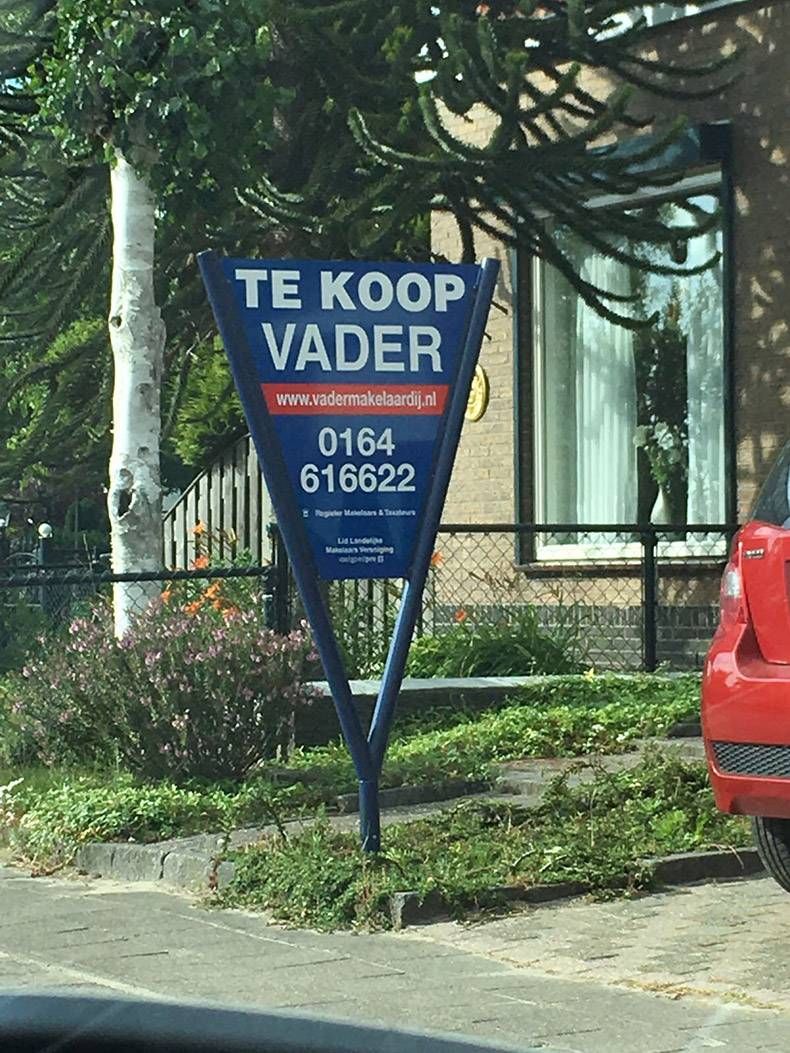 TE KOOP
VADER
www.vadermakelaardij.nl
0164
616622
Register Makelaars & Taxateurs
Lid Landelijke
Makelaars Vereniging